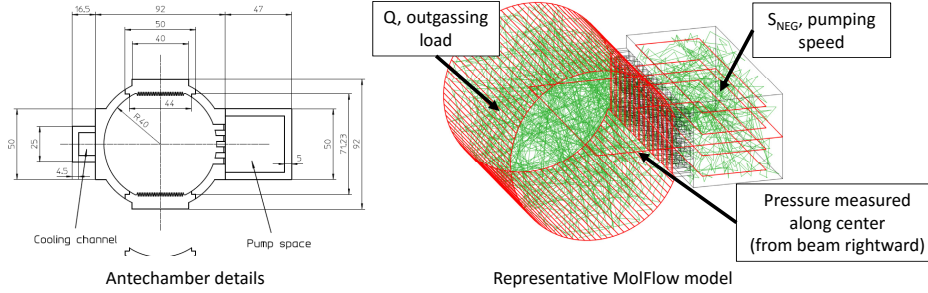 16,5
92
47
50
40
44
R40
50
25
4.5
50
71,23
92
5
Cooling channel
Pump space
Antechamber details
Q, outgassing
load
S_NEG, pumping
speed
Pressure measured
along center
(from beam rightward)
Representative MolFlow model